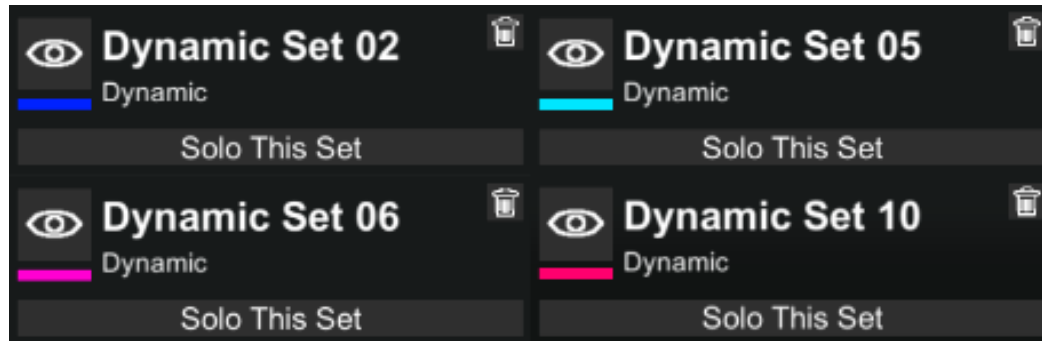 Dynamic Set 02
Dynamic
Solo This Set
Dynamic Set 05
Dynamic
Solo This Set
Dynamic Set 06
Dynamic
Solo This Set
Dynamic Set 10
Dynamic
Solo This Set